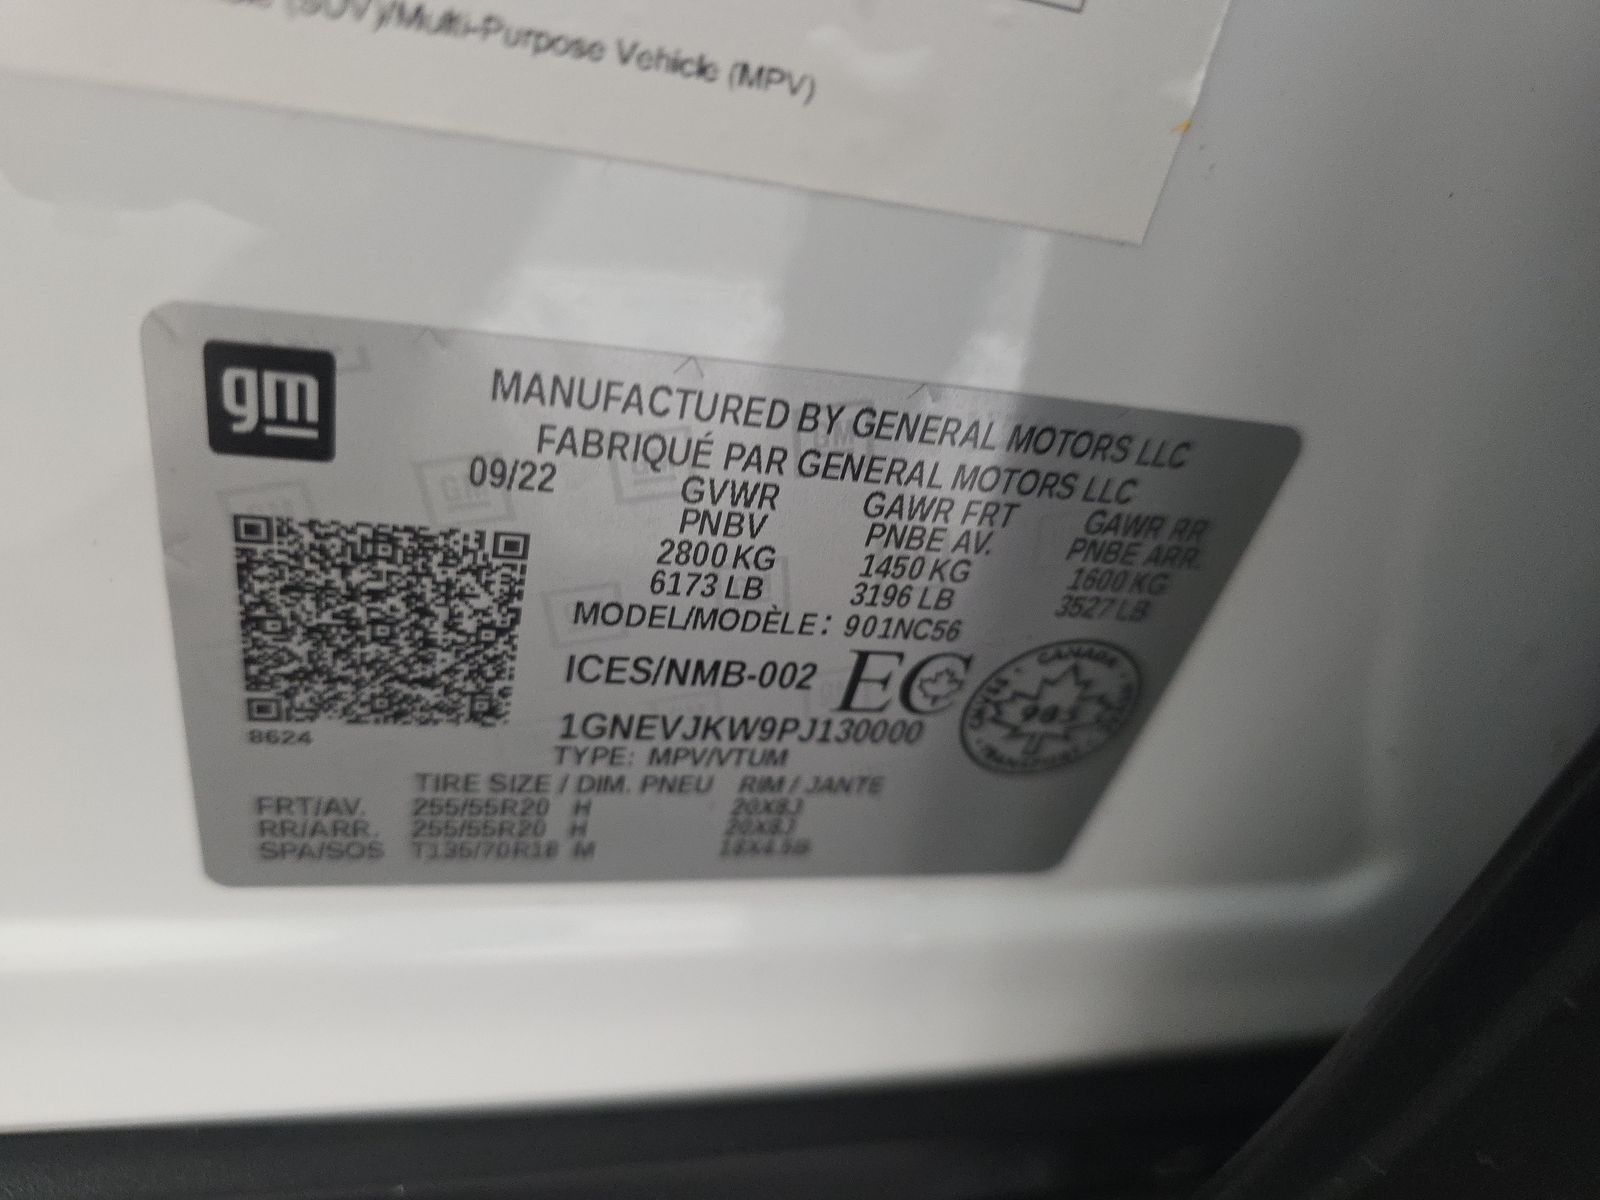 (SUV)/Multi-Purpose Vehicle (MPV)
gm
MANUFACTURED BY GENERAL MOTORS LLC
FABRIQUÉ PAR GENERAL MOTORS LLC
09/22
GVWR GAWR FRT GAWR RR
PNBV PNBE AV. PNBE ARR.
2800 KG 1450 KG 1600 KG
6173 LB 3196 LB 3527 LB
MODEL/MODÈLE: 901NC56
ICES/NMB-002 EC
CANADA
1GNEVJKW9PJ130000
8624
TYPE: MPV/VTUM
TIRE SIZE / DIM. PNEU RIM / JANTE
FRT/AV. 255/55R20 H 20X8J
RR/ARR. 255/55R20 H 20X8J
SPA/SOS T135/70R18 M 18X4.5B